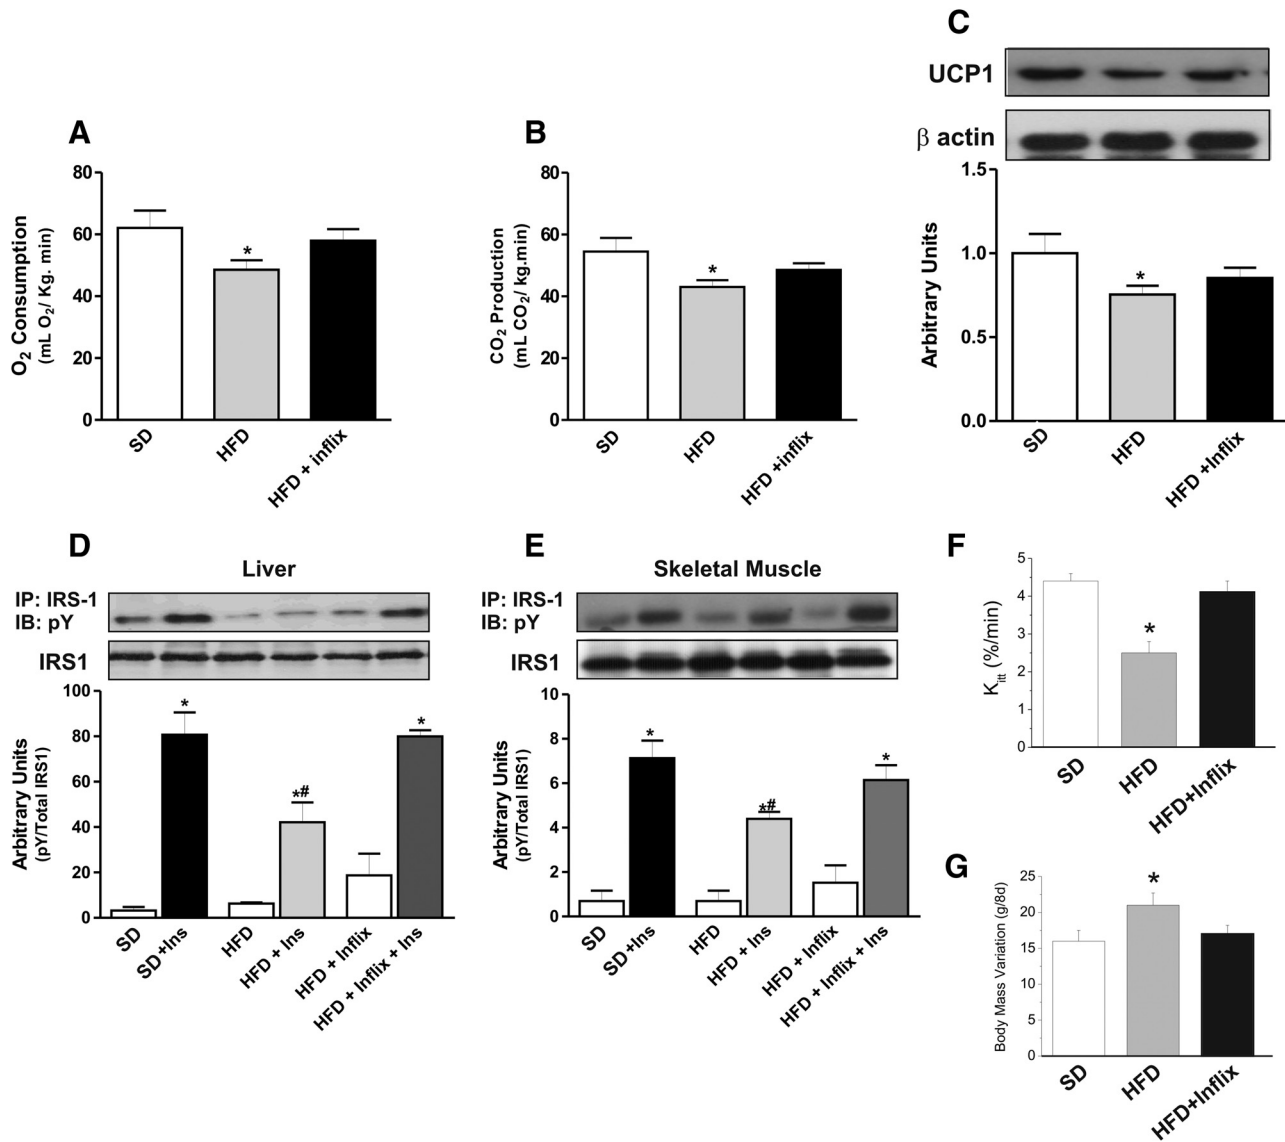 A
O2 Consumption
(mL O2/ Kg. min)
80
60
40
20
0
*
SD
HFD
HFD + inflix
B
CO2 Production
(mL CO2/ kg.min)
80
60
40
20
0
*
SD
HFD
HFD +inflix
C
UCP1
β actin
Arbitrary Units
1.5
1.0
0.5
0.0
*
SD
HFD
HFD +Inflix
D
Liver
IP: IRS-1
IB: pY
IRS1
Arbitrary Units
(pY/Total IRS1)
100
80
60
40
20
0
*
*#
*
SD
SD +Ins
HFD
HFD + Ins
HFD + Inflix
HFD + Inflix + Ins
E
Skeletal Muscle
IP: IRS-1
IB: pY
IRS1
Arbitrary Units
(pY/Total IRS1)
10
8
6
4
2
0
*
*#
*
SD
SD+Ins
HFD
HFD + Ins
HFD + Inflix
HFD + Inflix + Ins
F
Kitt (%/min)
5
4
3
2
1
0
*
SD
HFD
HFD+Inflix
G
Body Mass Variation (g/8d)
25
20
15
10
5
0
*
SD
HFD
HFD+Inflix